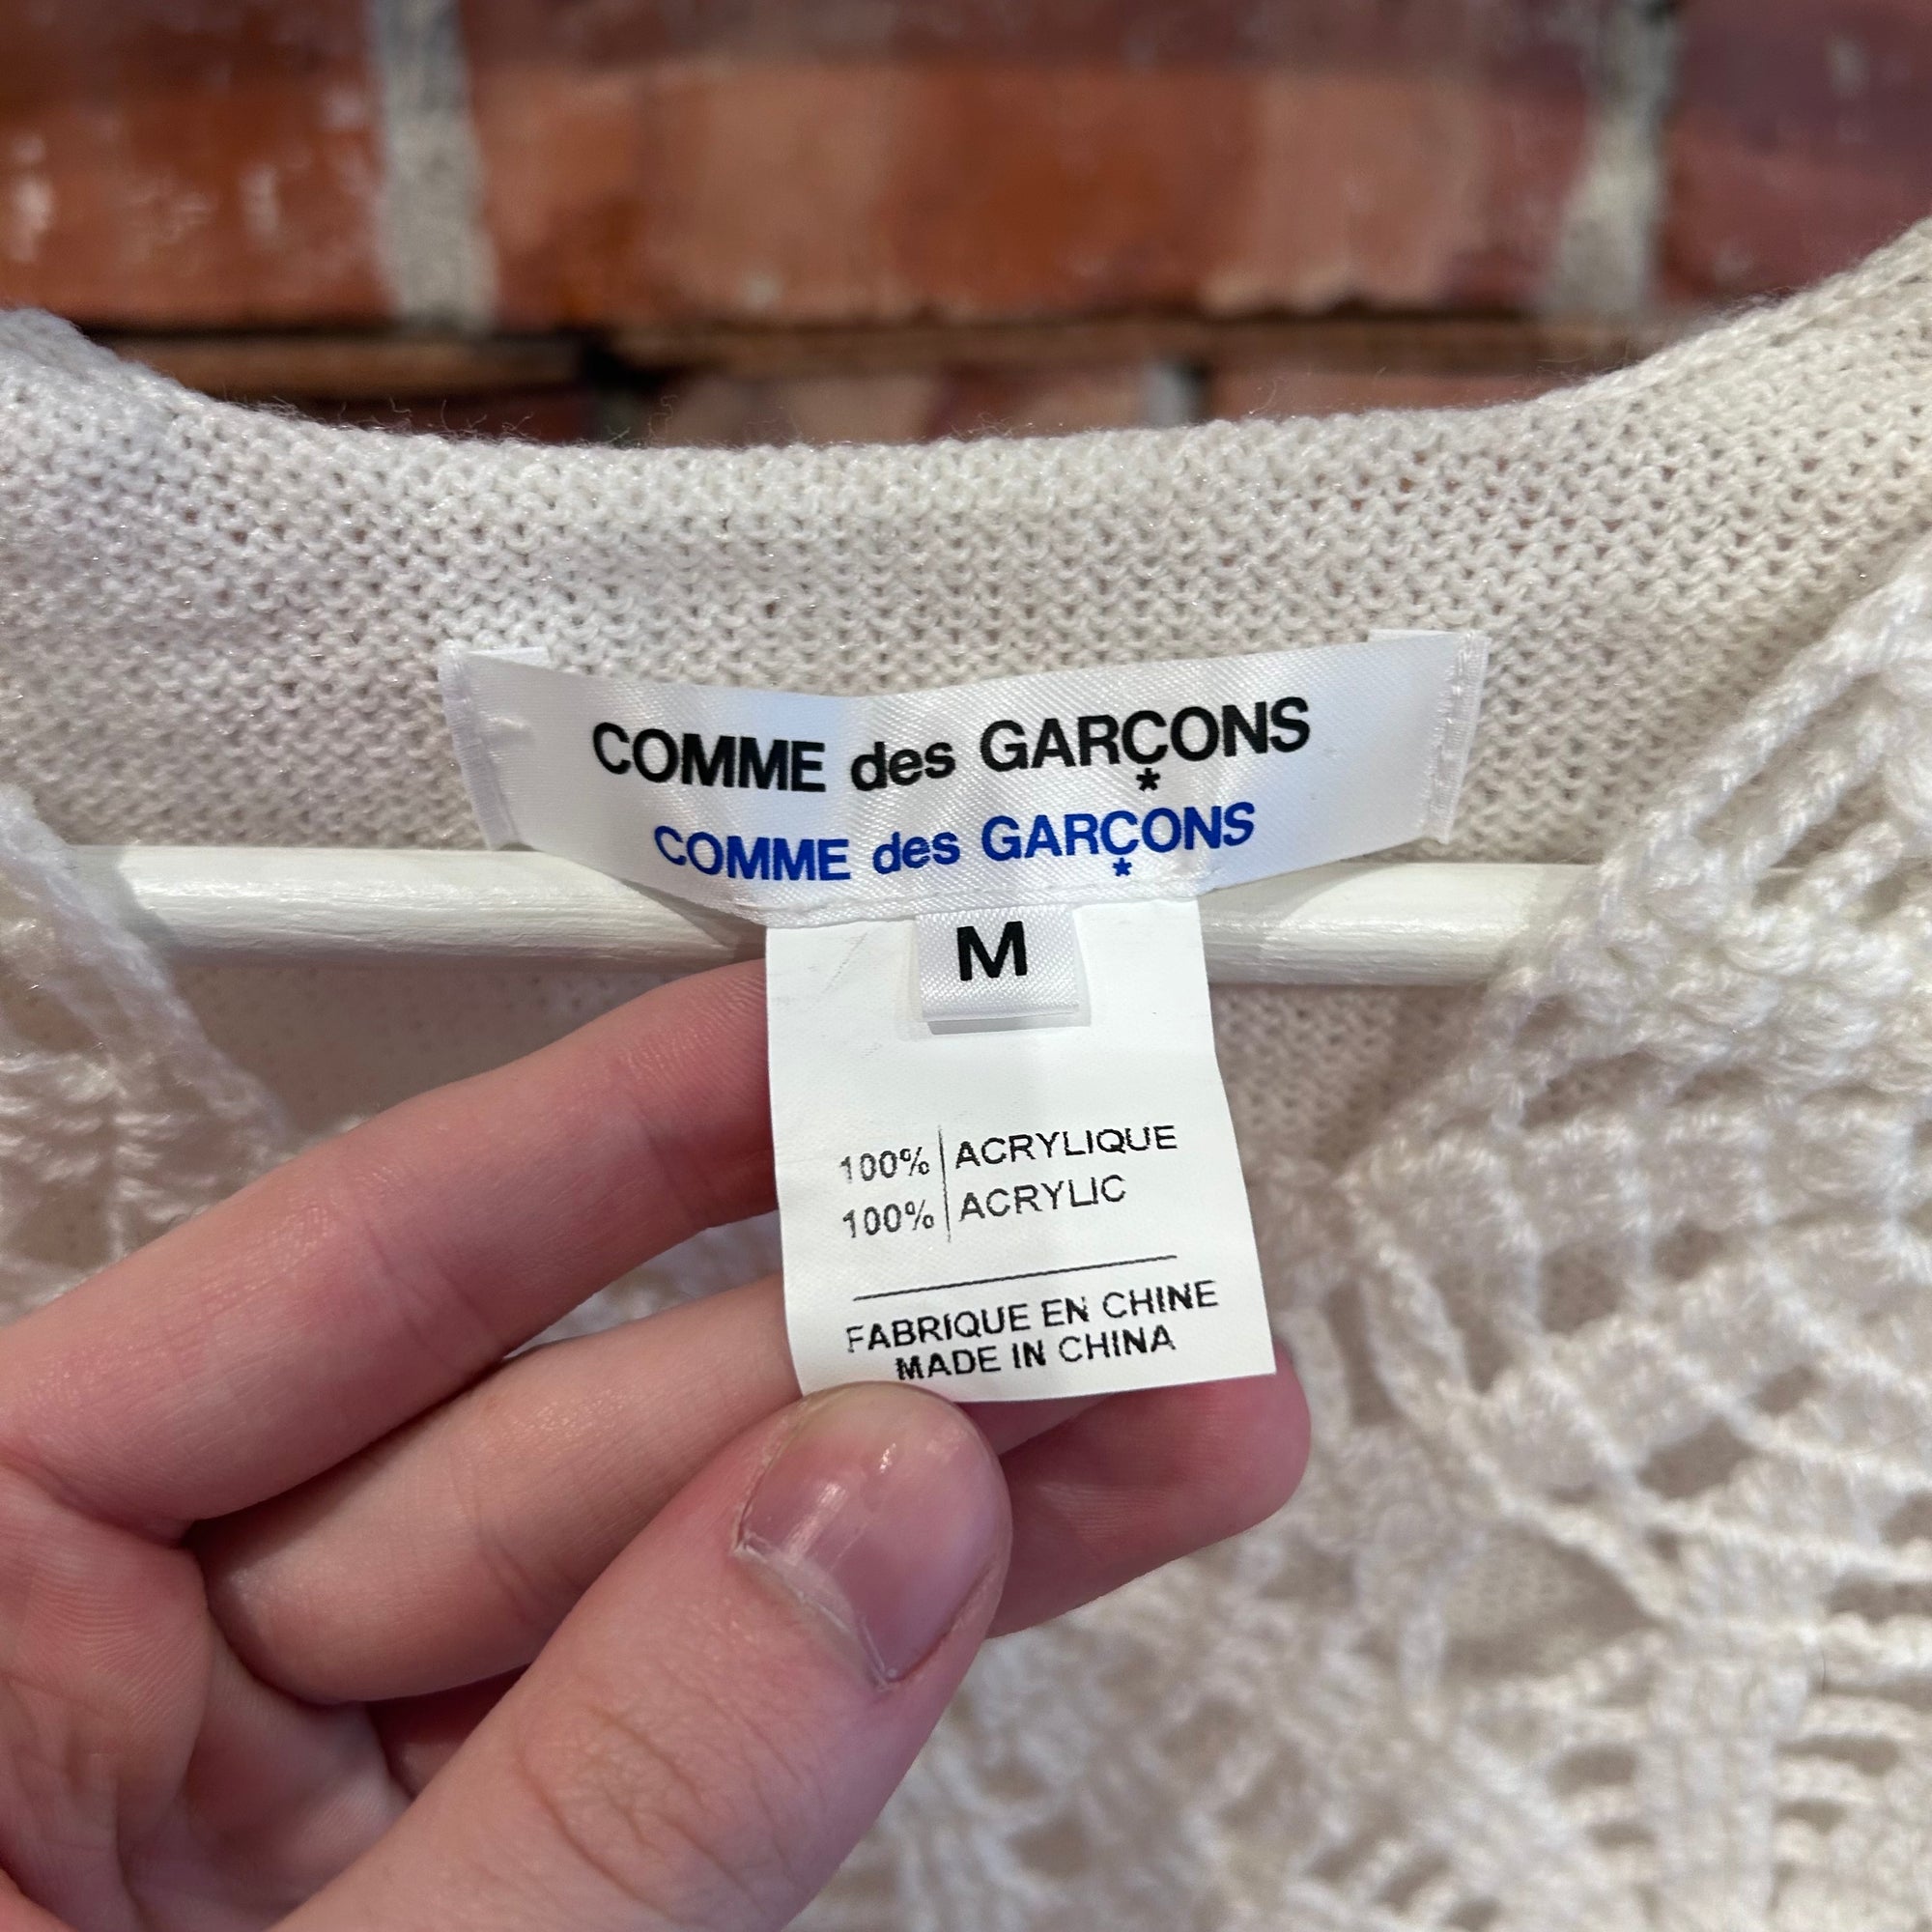 COMME des GARÇONS
*
COMME des GARÇONS
*
M
100% ACRYLIQUE
100% ACRYLIC
FABRIQUE EN CHINE
MADE IN CHINA